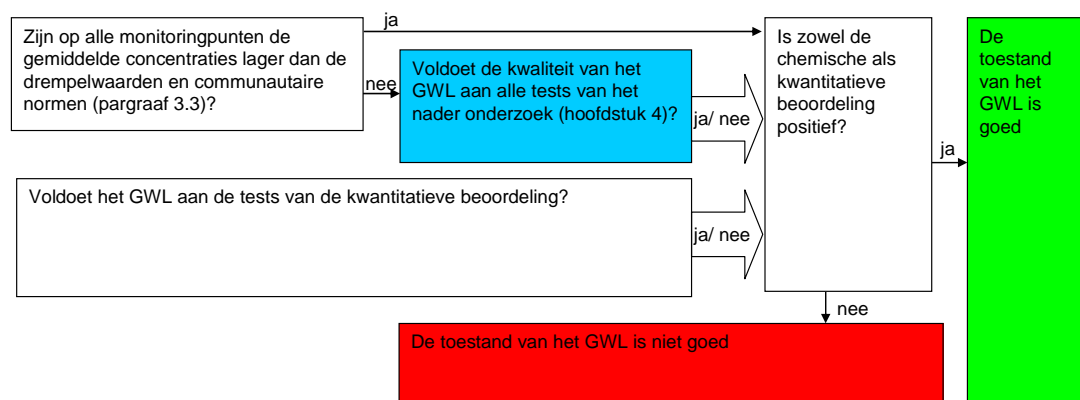 Zijn op alle monitoringpunten de
gemiddelde concentraties lager dan de
drempelwaarden en communautaire
normen (pargraaf 3.3)?
ja
nee
Voldoet de kwaliteit van het
GWL aan alle tests van het
nader onderzoek (hoofdstuk 4)?
ja/ nee
Voldoet het GWL aan de tests van de kwantitatieve beoordeling?
ja/ nee
Is zowel de
chemische als
kwantitatieve
beoordeling
positief?
ja
nee
De
toestand
van het
GWL is
goed
De toestand van het GWL is niet goed